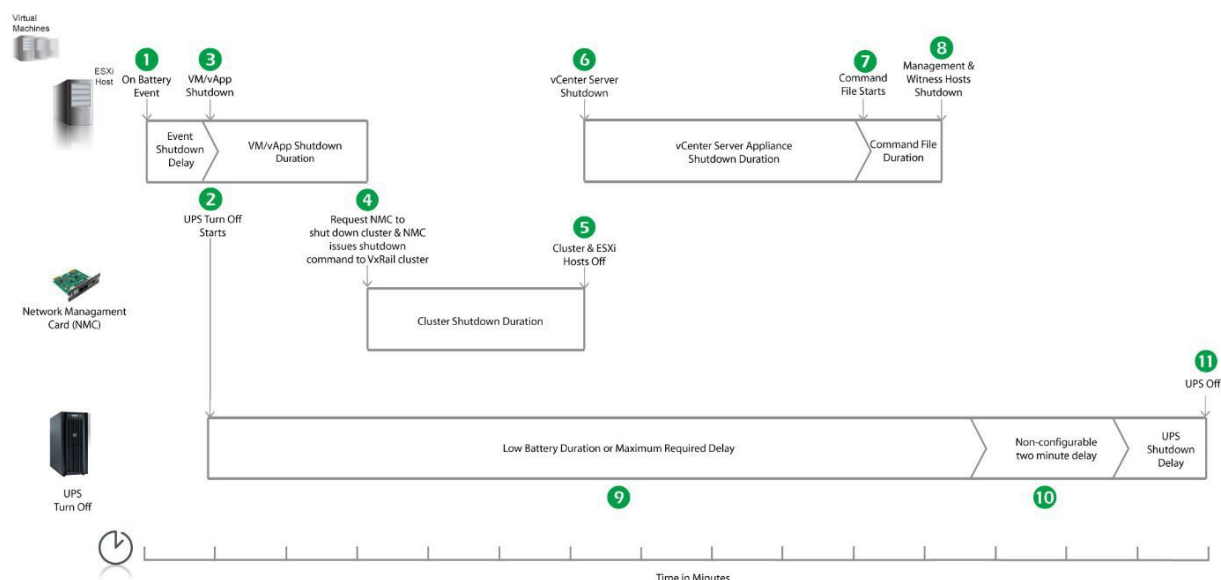 Virtual
Machines
ESXi
Host
1
On Battery
Event
3
VM/vApp
Shutdown
6
vCenter Server
Shutdown
7
Command
File Starts
8
Management &
Witness Hosts
Shutdown
Event
Shutdown
Delay
VM/vApp Shutdown
Duration
vCenter Server Appliance
Shutdown Duration
Command File
Duration
2
UPS Turn Off
Starts
4
Request NMC to
shut down cluster & NMC
issues shutdown
command to VxRail cluster
5
Cluster & ESXi
Hosts Off
Network Managament
Card (NMC)
Cluster Shutdown Duration
11
UPS Off
UPS
Turn Off
Low Battery Duration or Maximum Required Delay
Non-configurable
two minute delay
UPS
Shutdown
Delay
9
10
Time in Minutes